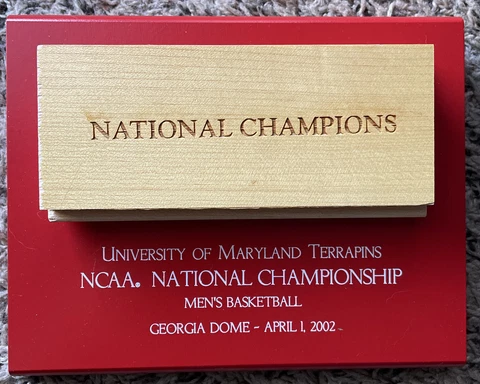 NATIONAL CHAMPIONS
UNIVERSITY OF MARYLAND TERRAPINS
NCAA® NATIONAL CHAMPIONSHIP
MEN'S BASKETBALL
GEORGIA DOME - APRIL 1, 2002